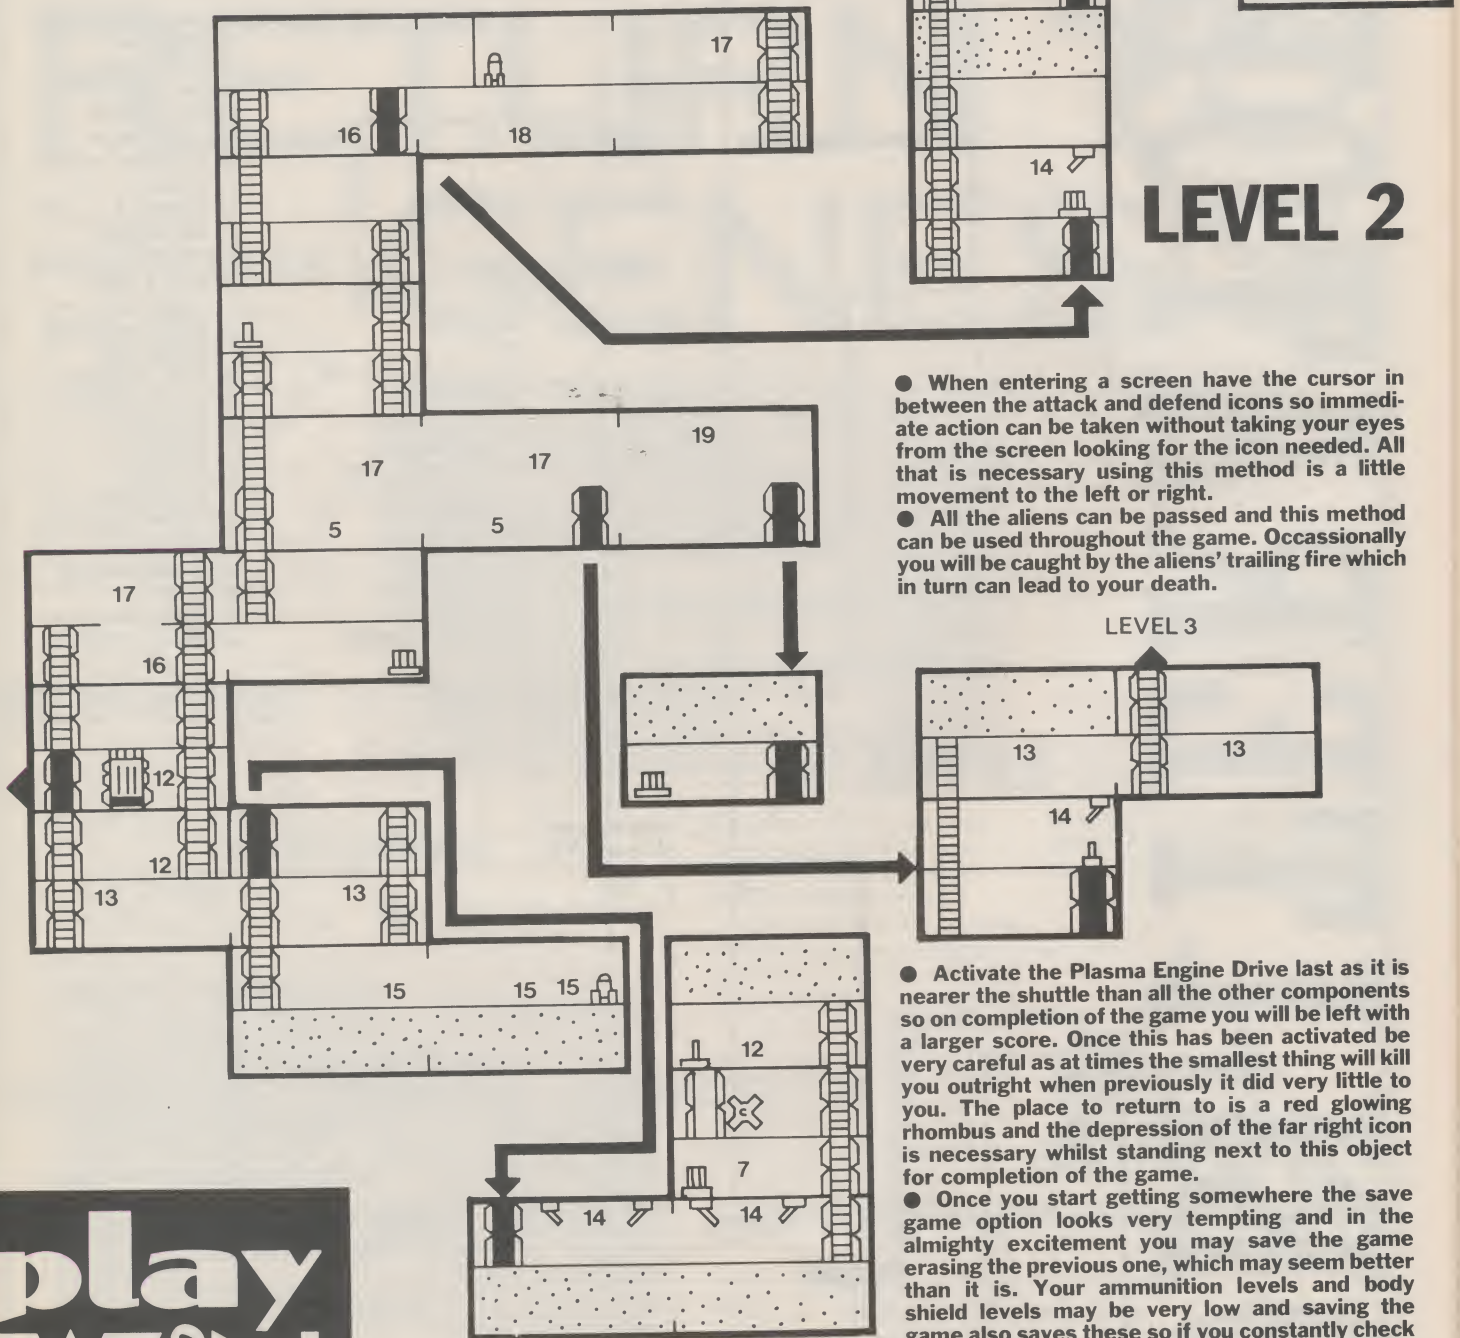 17
16
18
14
LEVEL 2
19
17
17
5
5
● When entering a screen have the cursor in
between the attack and defend icons so immedi-
ate action can be taken without taking your eyes
from the screen looking for the icon needed. All
that is necessary using this method is a little
movement to the left or right.
● All the aliens can be passed and this method
can be used throughout the game. Occassionally
you will be caught by the aliens' trailing fire which
in turn can lead to your death.
17
16
12
12
13
13
15
15
15
LEVEL 3
13
13
14
12
C
7
14
14
● Activate the Plasma Engine Drive last as it is
nearer the shuttle than all the other components
so on completion of the game you will be left with
a larger score. Once this has been activated be
very careful as at times the smallest thing will kill
you outright when previously it did very little to
you. The place to return to is a red glowing
rhombus and the depression of the far right icon
is necessary whilst standing next to this object
for completion of the game.
● Once you start getting somewhere the save
game option looks very tempting and in the
almighty excitement you may save the game
erasing the previous one, which may seem better
than it is. Your ammunition levels and body
shield levels may be very low and saving the
game also saves these so if you constantly check
play